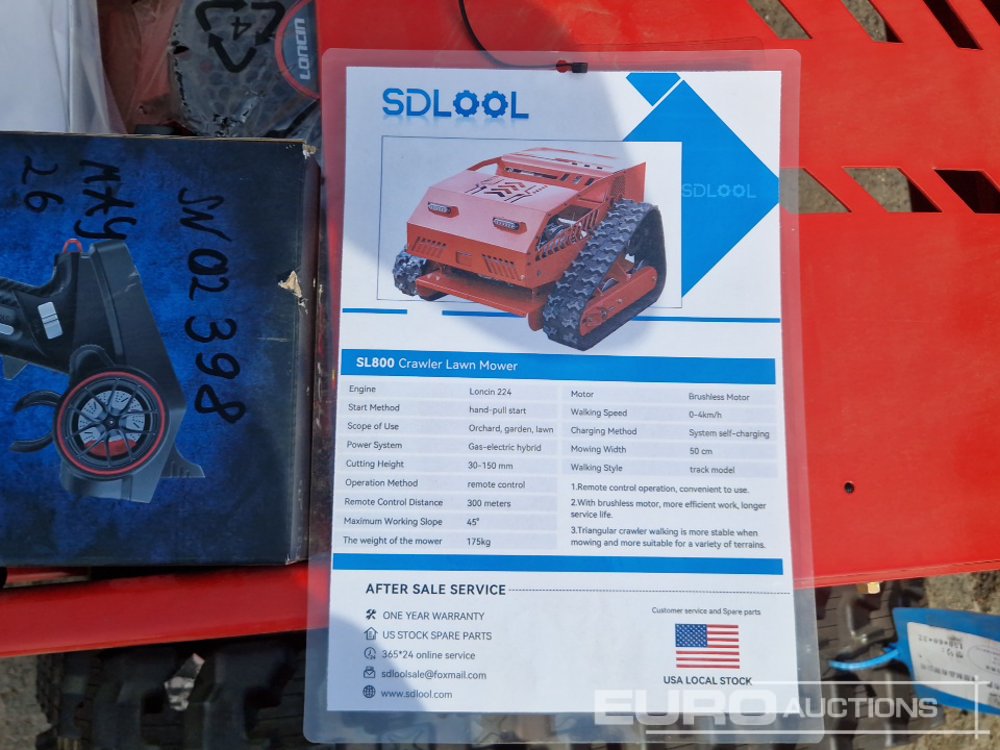 LONCIN
4
MAY
26
SW02398
SDLOOL
SDLOOL
SL800 Crawler Lawn Mower
Engine Loncin 224
Start Method hand-pull start
Scope of Use Orchard, garden, lawn
Power System Gas-electric hybrid
Cutting Height 30-150 mm
Operation Method remote control
Remote Control Distance 300 meters
Maximum Working Slope 45°
The weight of the mower 175kg
Motor Brushless Motor
Walking Speed 0-4km/h
Charging Method System self-charging
Mowing Width 50 cm
Walking Style track model
1.Remote control operation, convenient to use.
2.With brushless motor, more efficient work, longer
service life.
3.Triangular crawler walking is more stable when
mowing and more suitable for a variety of terrains.
AFTER SALE SERVICE
ONE YEAR WARRANTY
US STOCK SPARE PARTS
365*24 online service
sdloolsale@foxmail.com
www.sdlool.com
Customer service and Spare parts
USA LOCAL STOCK
EURO AUCTIONS